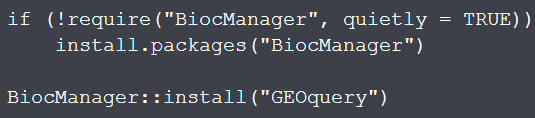 if (!require("BiocManager", quietly = TRUE))
    install.packages("BiocManager")

BiocManager::install("GEOquery")